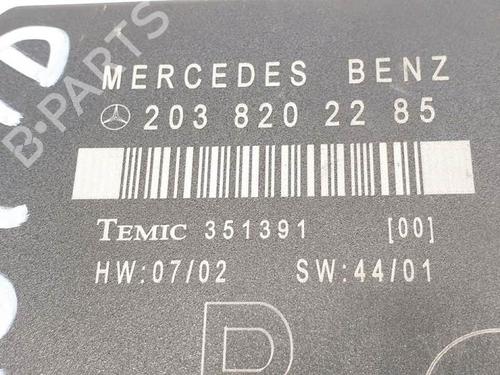 B-PARTS
MERCEDES BENZ
203 820 22 85
TEMIC 351391 [00]
HW:07/02 SW:44/01